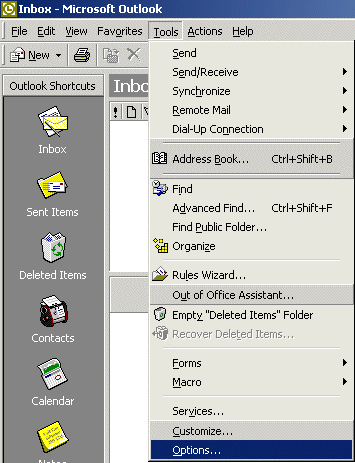 Inbox - Microsoft Outlook
File Edit View Favorites Tools Actions Help
New
Outlook Shortcuts
Inbox
Sent Items
Deleted Items
Contacts
Calendar
Send
Send/Receive
Synchronize
Remote Mail
Dial-Up Connection
Address Book... Ctrl+Shift+B
Find
Advanced Find... Ctrl+Shift+F
Find Public Folder...
Organize
Rules Wizard...
Out of Office Assistant...
Empty "Deleted Items" Folder
Recover Deleted Items...
Forms
Macro
Services...
Customize...
Options...